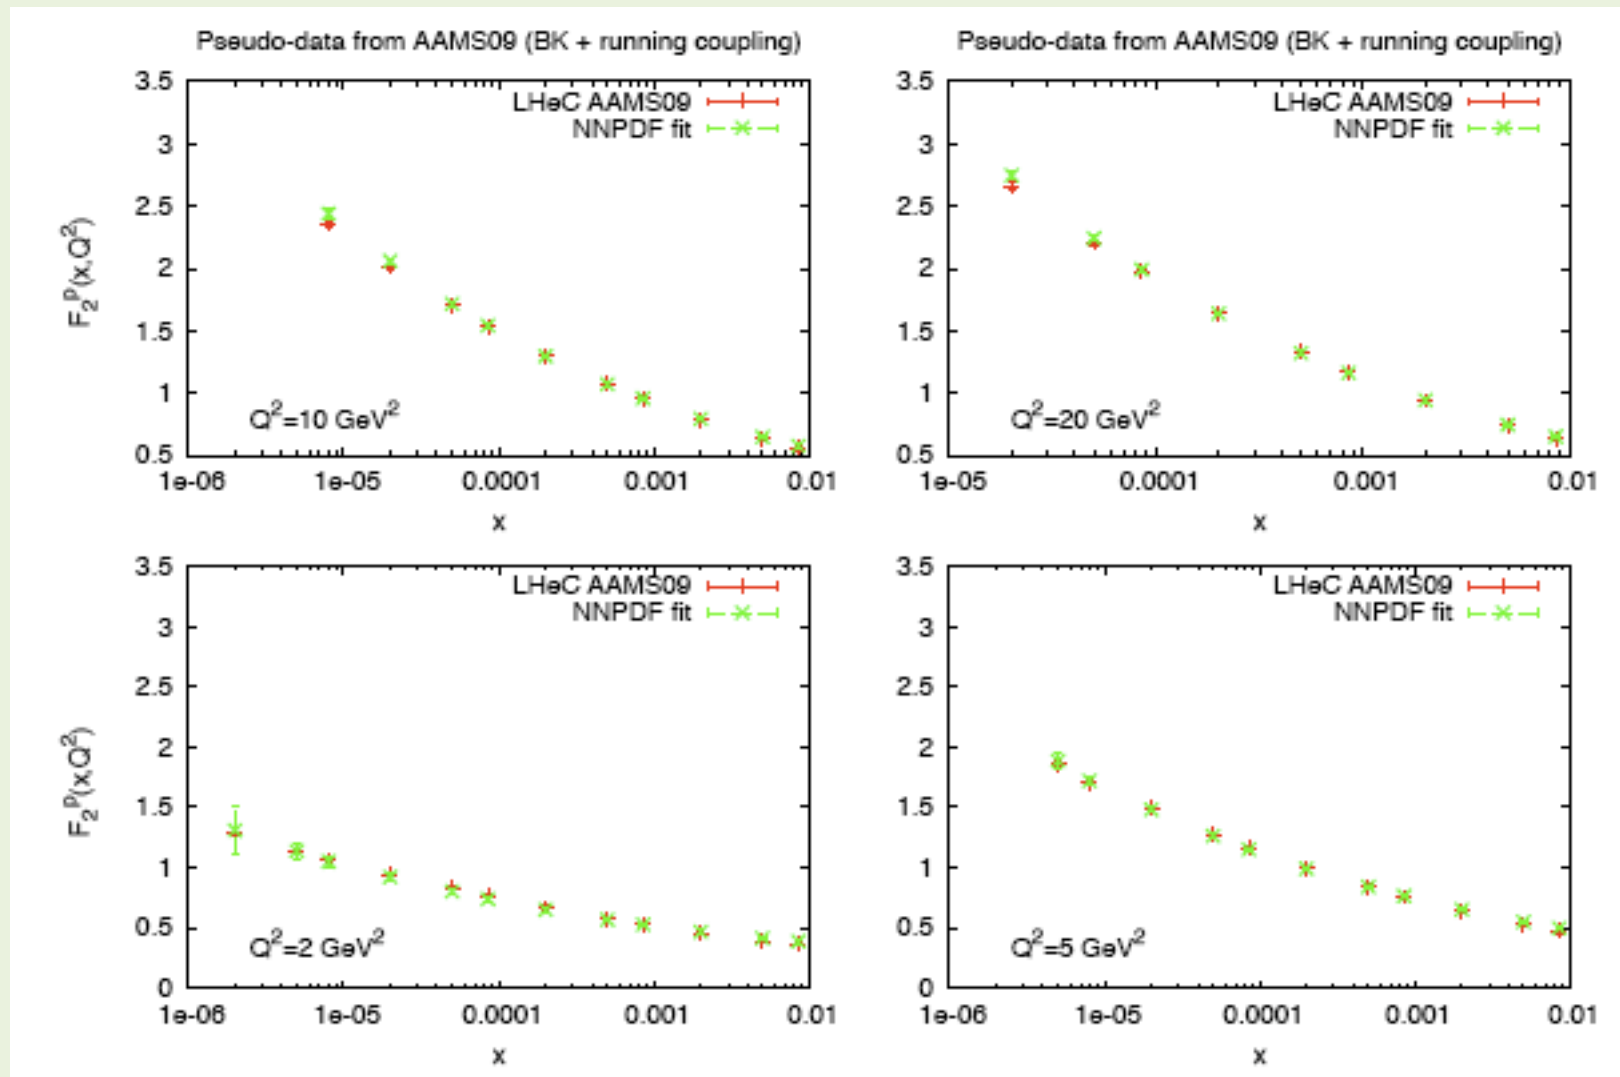 Pseudo-data from AAMS09 (BK + running coupling)
3.5
3
2.5
2
1.5
1
0.5
F₂ᵖ(x,Q²)
LHeC AAMS09
NNPDF fit
Q²=10 GeV²
1e-06 1e-05 0.0001 0.001 0.01
x
Pseudo-data from AAMS09 (BK + running coupling)
3.5
3
2.5
2
1.5
1
0.5
LHeC AAMS09
NNPDF fit
Q²=20 GeV²
1e-05 0.0001 0.001 0.01
x
3.5
3
2.5
2
1.5
1
0.5
0
F₂ᵖ(x,Q²)
LHeC AAMS09
NNPDF fit
Q²=2 GeV²
1e-06 1e-05 0.0001 0.001 0.01
x
3.5
3
2.5
2
1.5
1
0.5
0
LHeC AAMS09
NNPDF fit
Q²=5 GeV²
1e-06 1e-05 0.0001 0.001 0.01
x